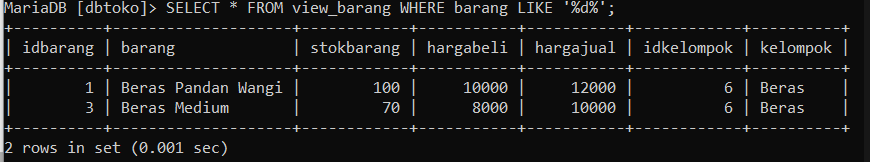 MariaDB [dbtoko]> SELECT * FROM view_barang WHERE barang LIKE '%d%';
+----------+--------------------+------------+-----------+-----------+------------+----------+
| idbarang | barang             | stokbarang | hargabeli | hargajual | idkelompok | kelompok |
+----------+--------------------+------------+-----------+-----------+------------+----------+
|        1 | Beras Pandan Wangi |        100 |     10000 |     12000 |          6 | Beras    |
|        3 | Beras Medium       |         70 |      8000 |     10000 |          6 | Beras    |
+----------+--------------------+------------+-----------+-----------+------------+----------+
2 rows in set (0.001 sec)